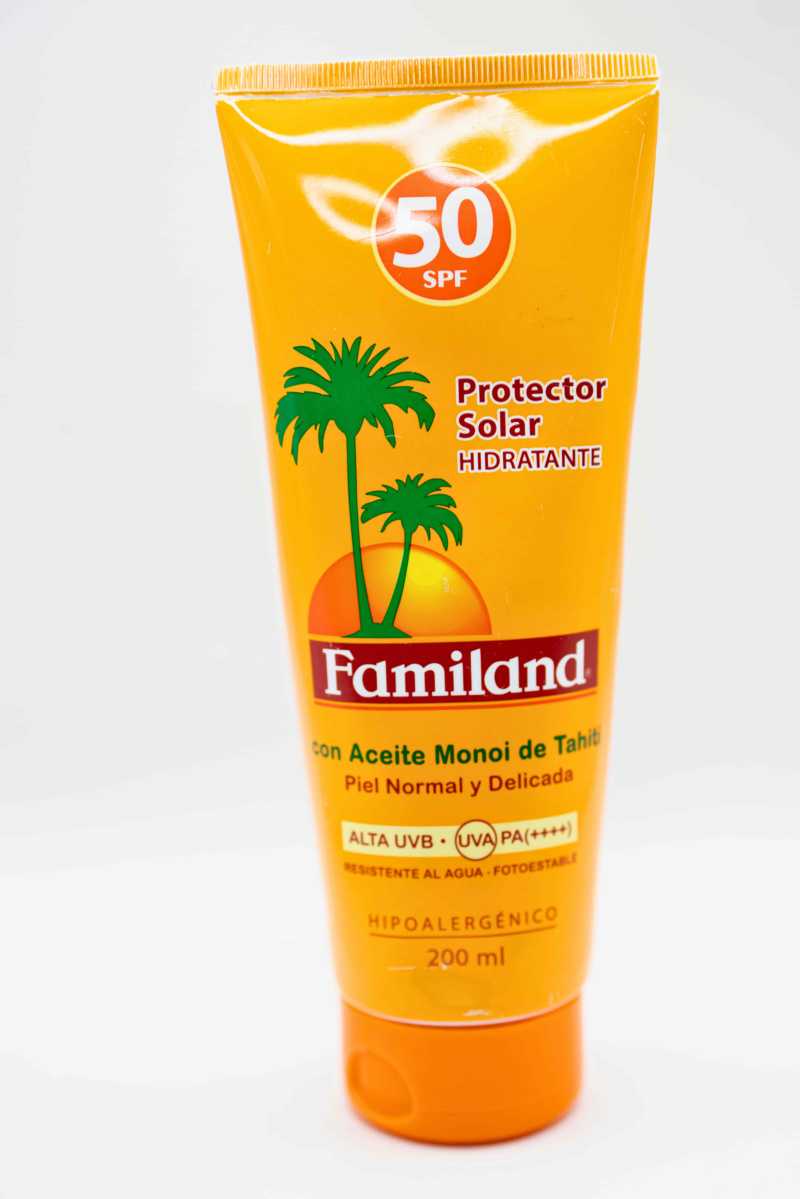 50
SPF
Protector
Solar
HIDRATANTE
Familand
con Aceite Monoi de Tahiti
Piel Normal y Delicada
ALTA UVB • UVA PA(++++)
RESISTENTE AL AGUA - FOTOESTABLE
HIPOALERGÉNICO
200 ml